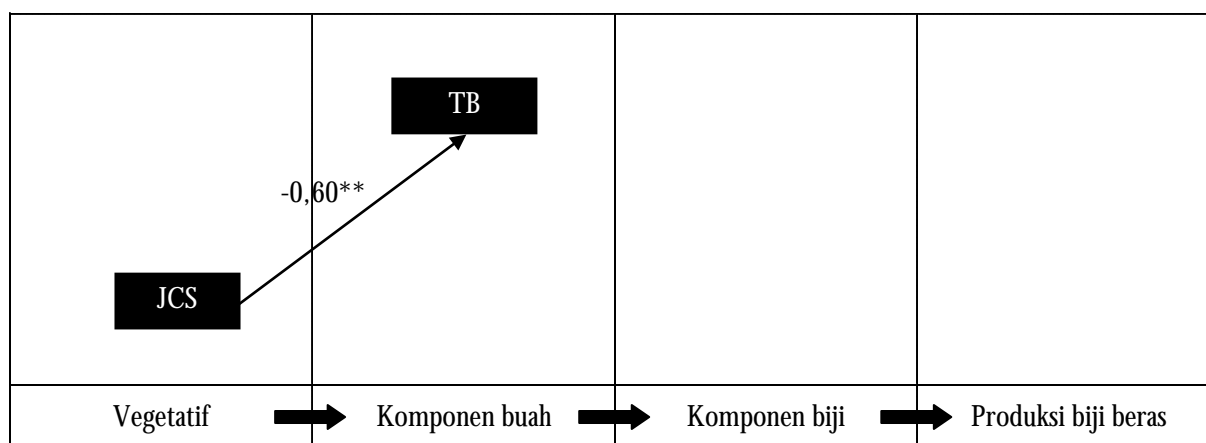 TB
-0,60**
JCS
Vegetatif
Komponen buah
Komponen biji
Produksi biji beras